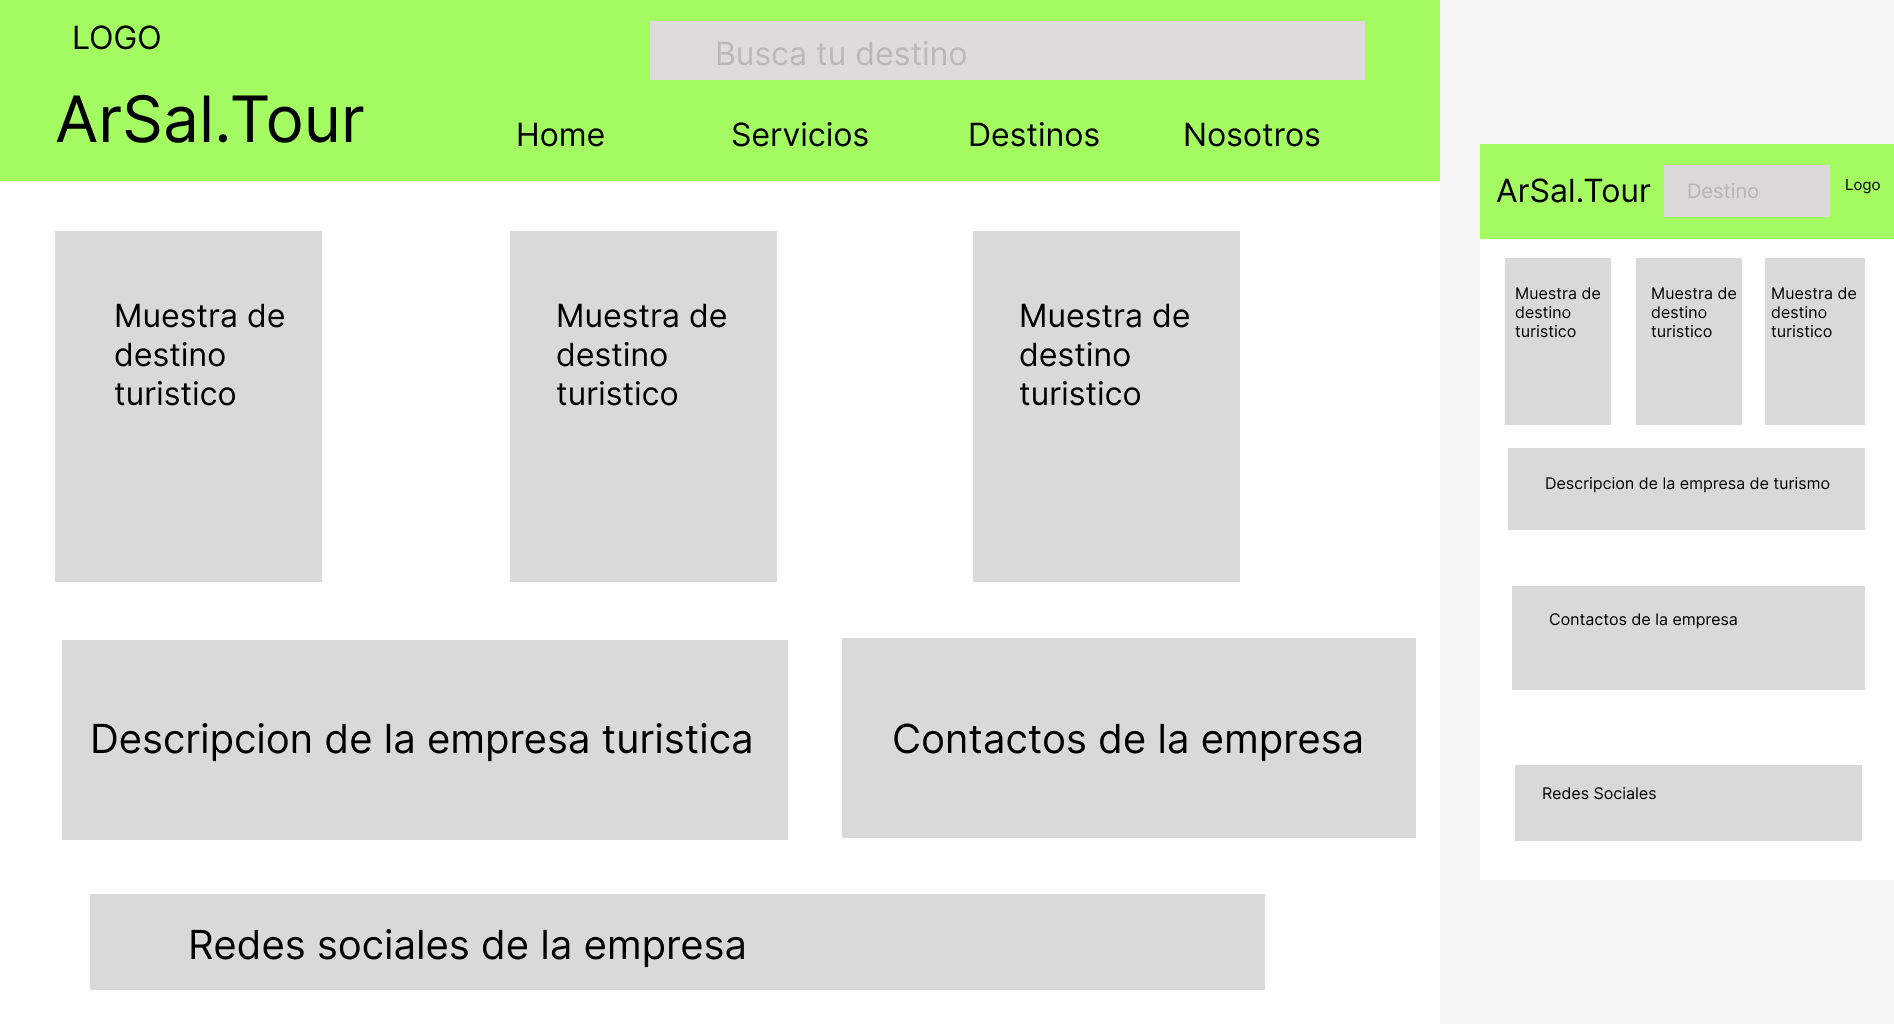 LOGO
Busca tu destino
ArSal.Tour
Home
Servicios
Destinos
Nosotros
Muestra de
destino
turistico
Muestra de
destino
turistico
Muestra de
destino
turistico
Descripcion de la empresa turistica
Contactos de la empresa
Redes sociales de la empresa
ArSal.Tour
Destino
Logo
Muestra de
destino
turistico
Muestra de
destino
turistico
Muestra de
destino
turistico
Descripcion de la empresa de turismo
Contactos de la empresa
Redes Sociales